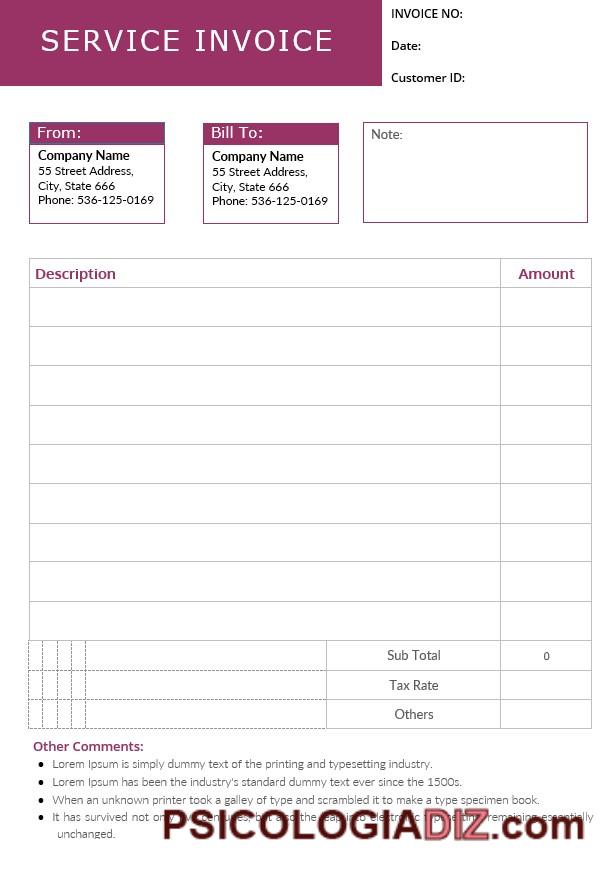 SERVICE INVOICE
INVOICE NO:
Date:
Customer ID:
From:
Company Name
55 Street Address,
City, State 666
Phone: 536-125-0169
Bill To:
Company Name
55 Street Address,
City, State 666
Phone: 536-125-0169
Note:
Description Amount
Sub Total 0
Tax Rate
Others
Other Comments:
• Lorem Ipsum is simply dummy text of the printing and typesetting industry.
• Lorem Ipsum has been the industry's standard dummy text ever since the 1500s.
• When an unknown printer took a galley of type and scrambled it to make a type specimen book.
• It has survived not only five centuries, but also the leap into electronic typesetting, remaining essentially
unchanged.
PSICOLOGIADIZ.com